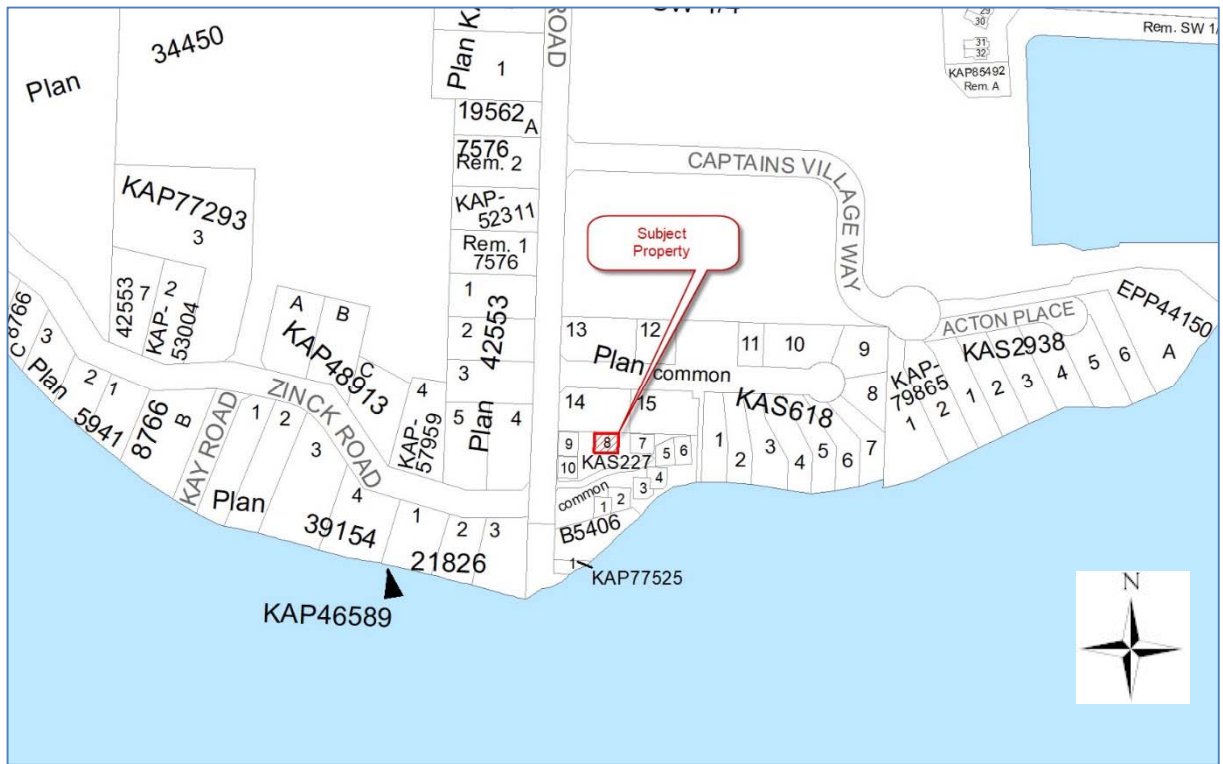 29
30
Rem. SW 1/
34450
Plan
ROAD
Plan
1
31
32
KAP85492
Rem. A
19562
A
7576
Rem. 2
CAPTAINS VILLAGE WAY
KAP77293
3
KAP-
52311
Subject
Property
Rem. 1
7576
42553
7
2
KAP-
53004
A
B
C
KAP48913
1
2
3
42553
Plan
4
5
4
KAP-
57959
13
12
11
10
9
8
Plan
common
KAS618
14
15
ACTON PLACE
EPP44150
A
KAS2938
1
2
3
4
5
6
KAP-
79865
1
2
8766
C
3
Plan
5941
2
1
8766
B
KAY ROAD
ZINCK ROAD
1
2
3
4
Plan
39154
1
2
3
21826
9
8
7
10
KAS227
5
6
4
3
common
1
2
B5406
1
KAP77525
1
2
3
4
5
6
7
KAP46589
N